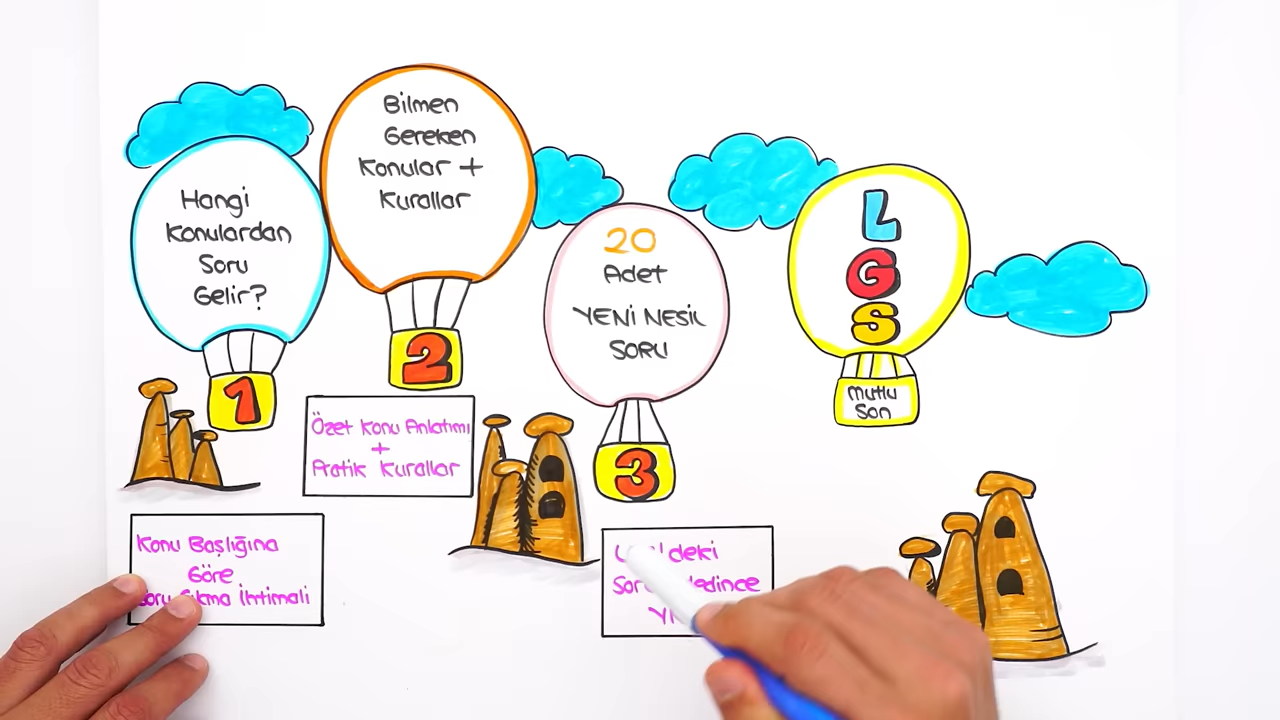 Hangi
Konulardan
Soru
Gelir?
1
Bilmen
Gereken
Konular +
Kurallar
2
20
Adet
YENİ NESİL
SORU
3
L
G
S
Mutlu
Son
Özet Konu Anlatımı
+
Pratik Kurallar
Konu Başlığına
Göre
Çıkma İhtimali